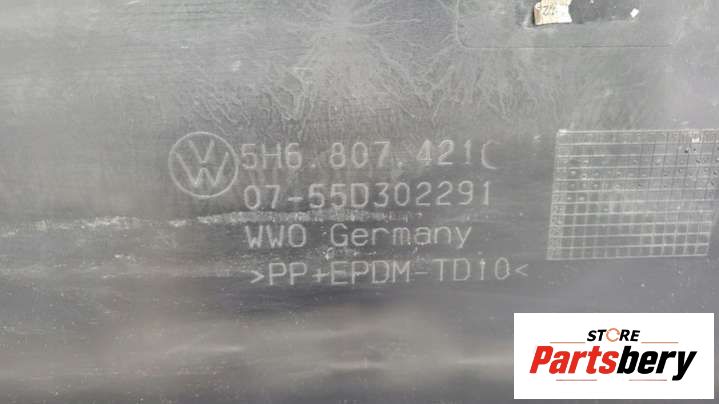 5H6.807.421C
07-55D302291
WWO Germany
>PP+EPDM-TD10<
STORE
Partsbery